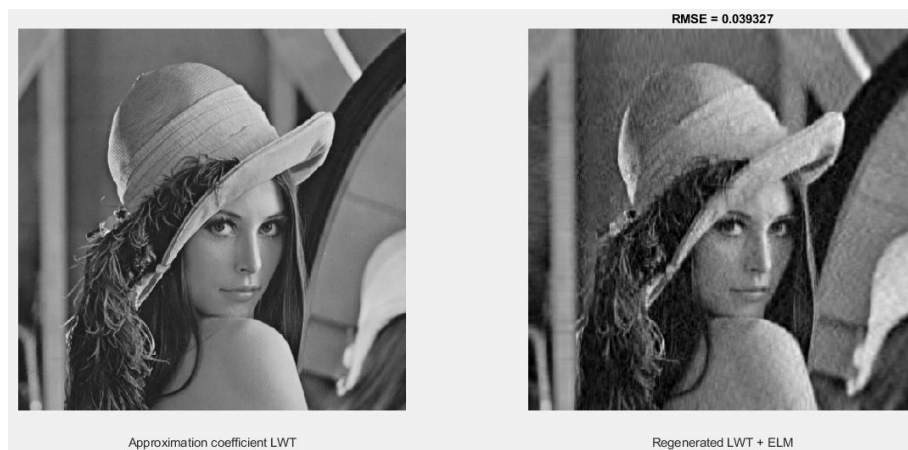 RMSE = 0.039327
Approximation coefficient LWT
Regenerated LWT + ELM